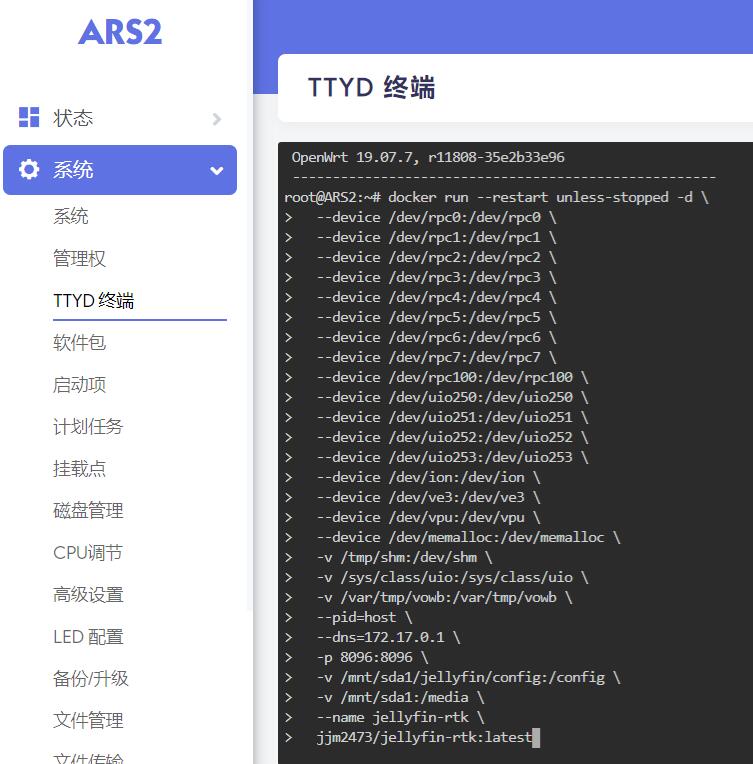 ARS2
状态
系统
系统
管理权
TTYD 终端
软件包
启动项
计划任务
挂载点
磁盘管理
CPU调节
高级设置
LED 配置
备份/升级
文件管理
文件传输
TTYD 终端
OpenWrt 19.07.7, r11808-35e2b33e96
-----------------------------------------------------
root@ARS2:~# docker run --restart unless-stopped -d \
>   --device /dev/rpc0:/dev/rpc0 \
>   --device /dev/rpc1:/dev/rpc1 \
>   --device /dev/rpc2:/dev/rpc2 \
>   --device /dev/rpc3:/dev/rpc3 \
>   --device /dev/rpc4:/dev/rpc4 \
>   --device /dev/rpc5:/dev/rpc5 \
>   --device /dev/rpc6:/dev/rpc6 \
>   --device /dev/rpc7:/dev/rpc7 \
>   --device /dev/rpc100:/dev/rpc100 \
>   --device /dev/uio250:/dev/uio250 \
>   --device /dev/uio251:/dev/uio251 \
>   --device /dev/uio252:/dev/uio252 \
>   --device /dev/uio253:/dev/uio253 \
>   --device /dev/ion:/dev/ion \
>   --device /dev/ve3:/dev/ve3 \
>   --device /dev/vpu:/dev/vpu \
>   --device /dev/memalloc:/dev/memalloc \
>   -v /tmp/shm:/dev/shm \
>   -v /sys/class/uio:/sys/class/uio \
>   -v /var/tmp/vowb:/var/tmp/vowb \
>   --pid=host \
>   --dns=172.17.0.1 \
>   -p 8096:8096 \
>   -v /mnt/sda1/jellyfin/config:/config \
>   -v /mnt/sda1:/media \
>   --name jellyfin-rtk \
>   jjm2473/jellyfin-rtk:latest